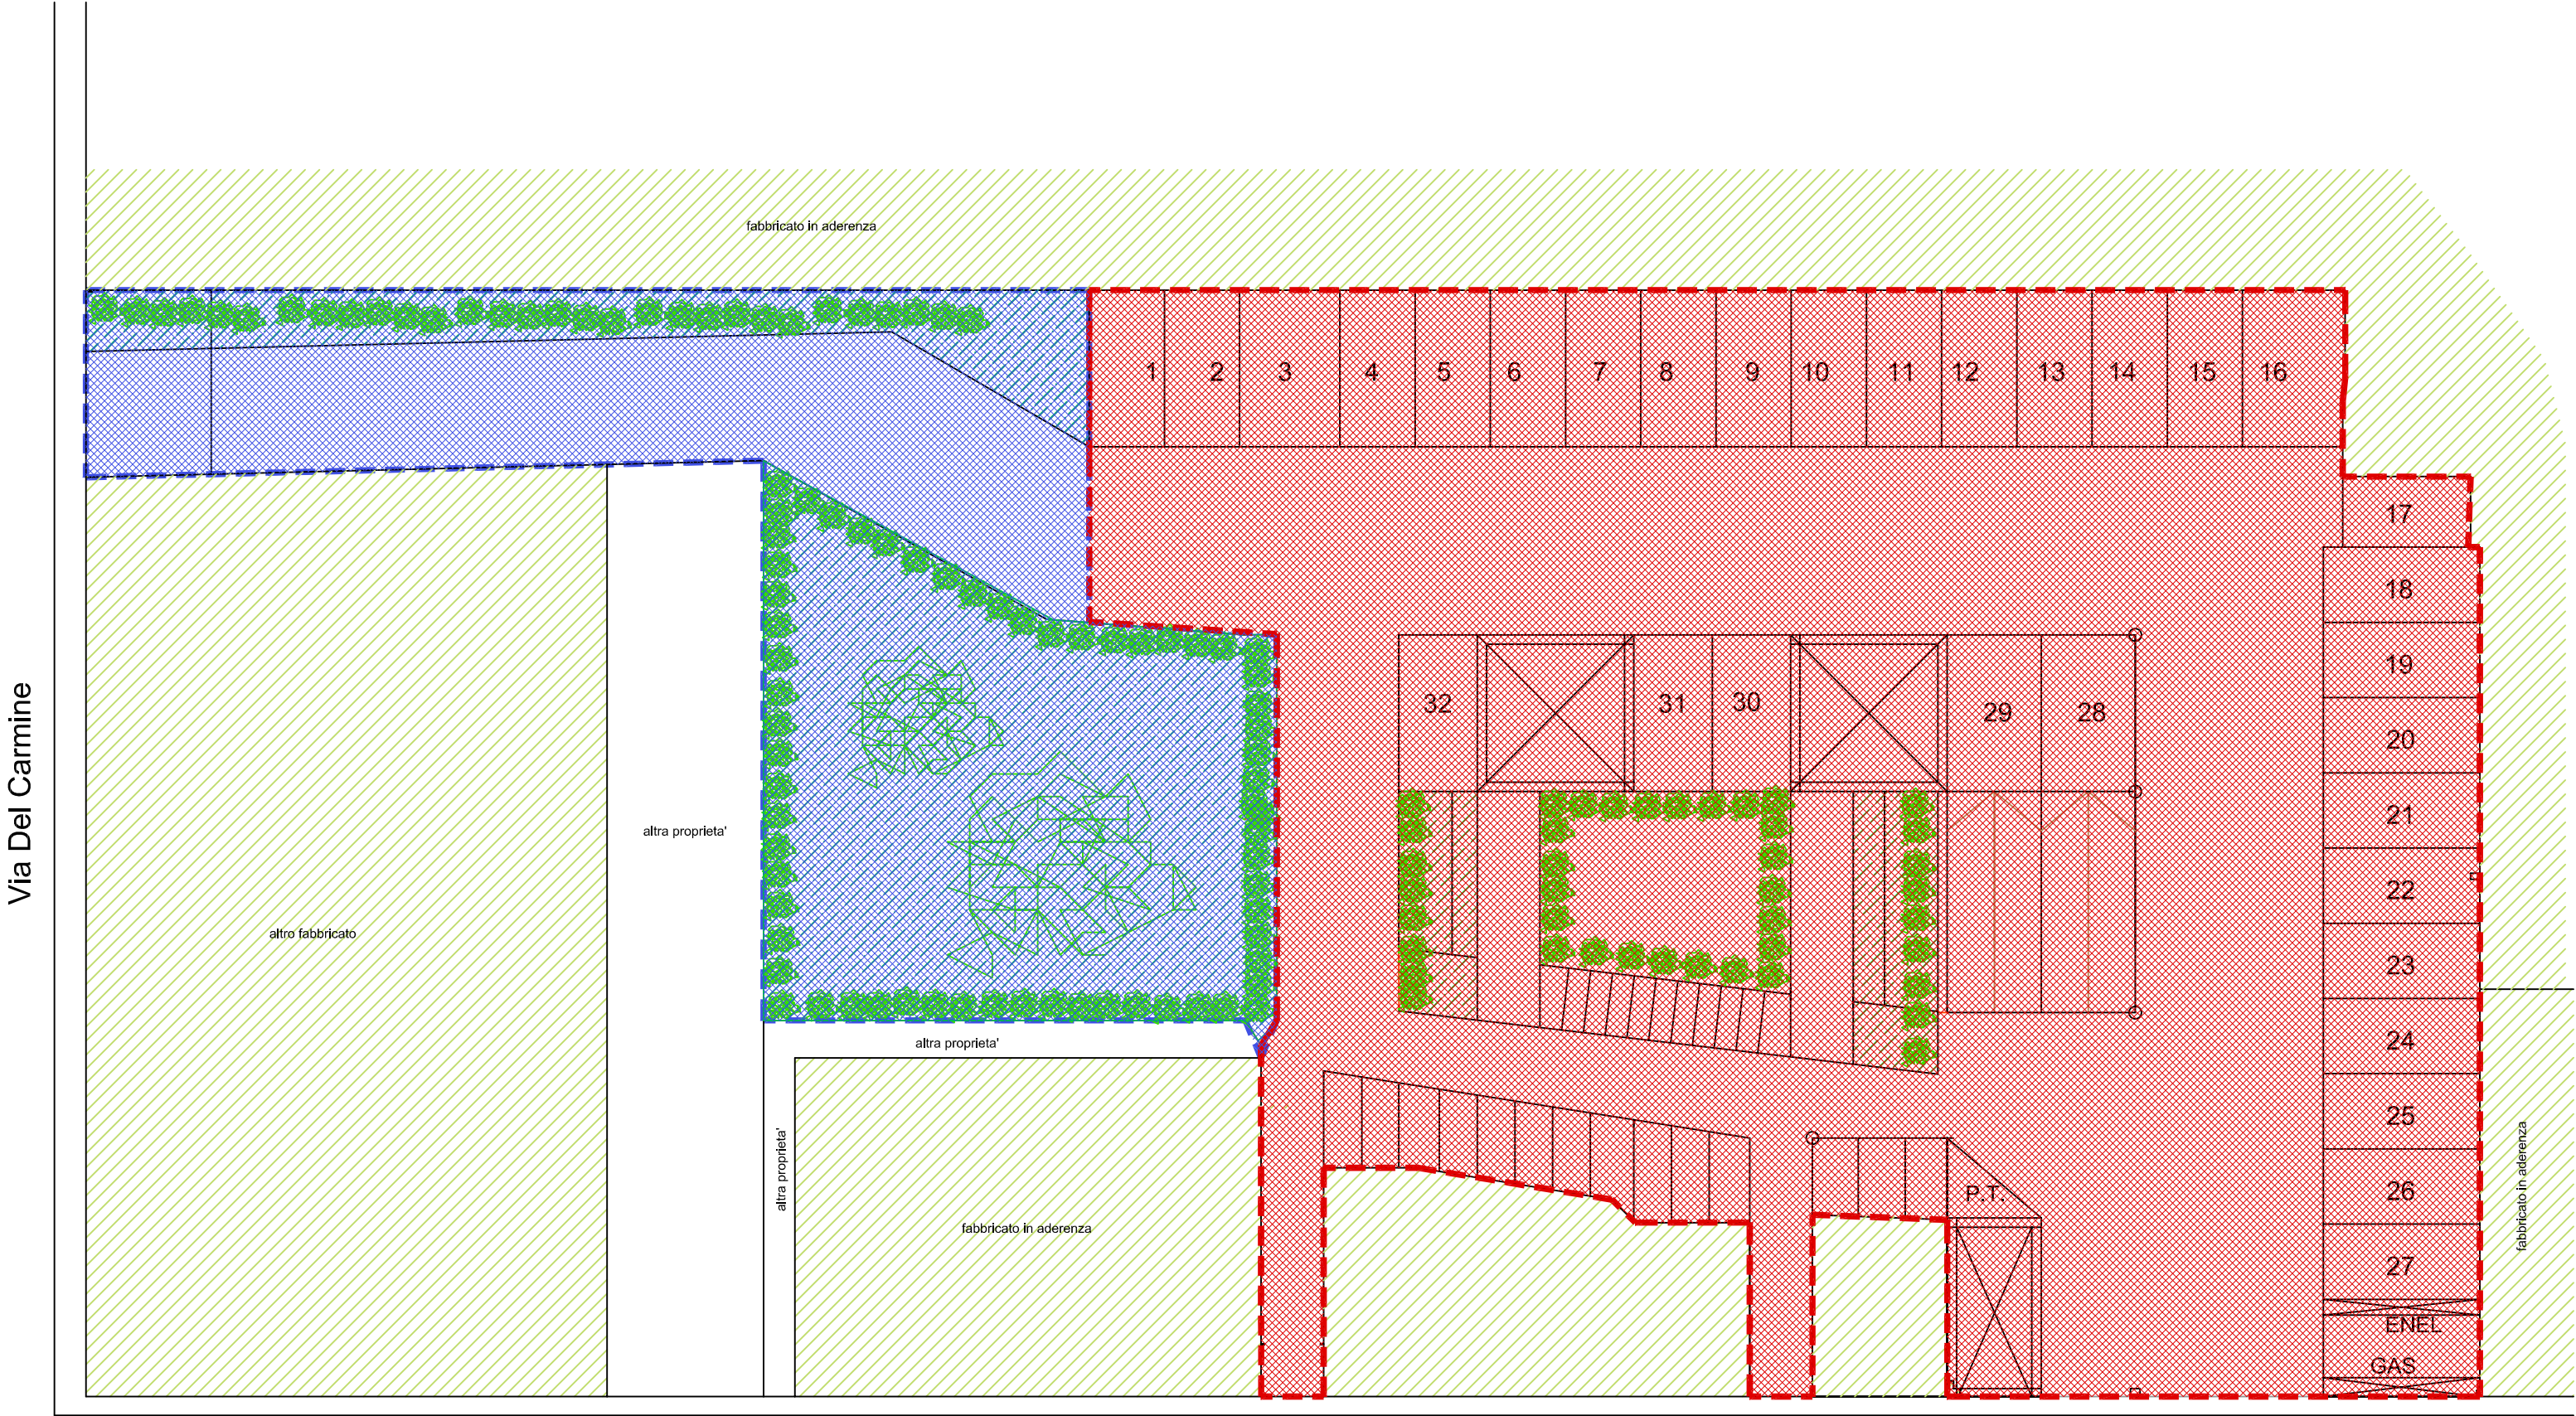 fabbricato in aderenza
1 2 3 4 5 6 7 8 9 10 11 12 13 14 15 16
17
18
19
20
21
22
23
24
25
26
27
ENEL
GAS
32 31 30 29 28
Via Del Carmine
altro fabbricato
altra proprieta'
altra proprieta'
altra proprieta'
fabbricato in aderenza
P.T.
fabbricato in aderenza